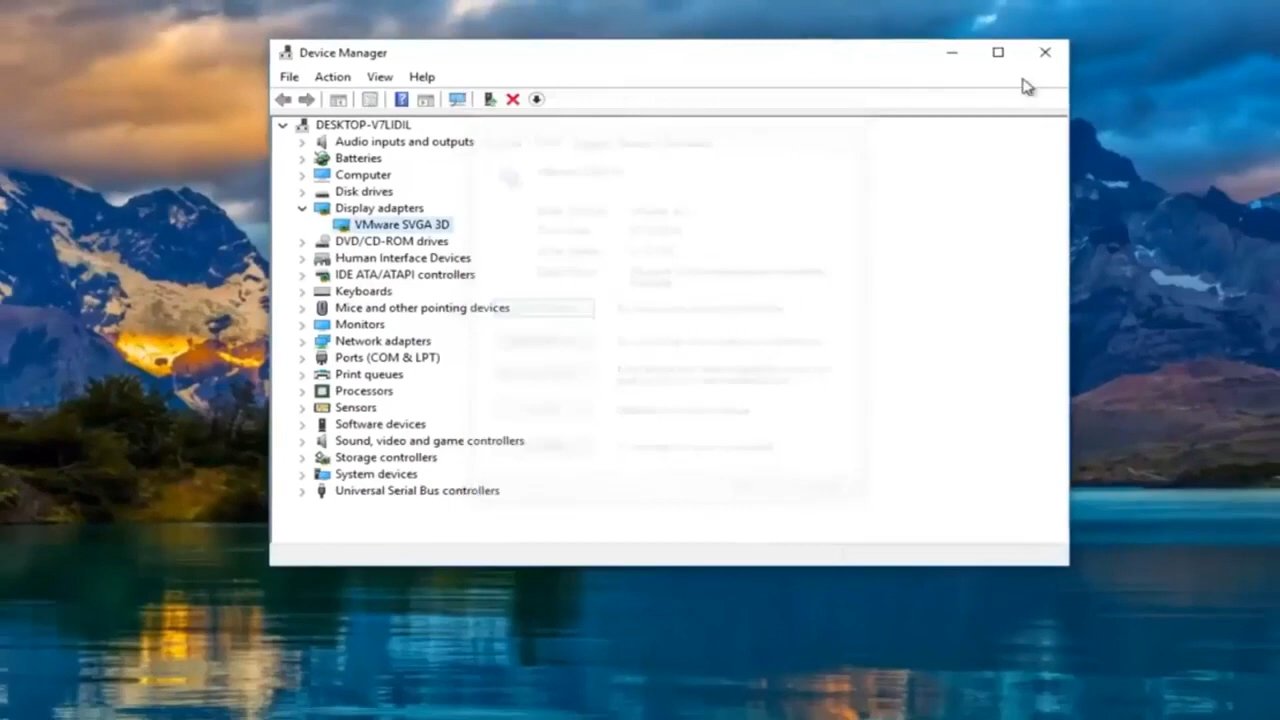 Device Manager
File Action View Help
DESKTOP-V7LIDIL
Audio inputs and outputs
Batteries
Computer
Disk drives
Display adapters
VMware SVGA 3D
DVD/CD-ROM drives
Human Interface Devices
IDE ATA/ATAPI controllers
Keyboards
Mice and other pointing devices
Monitors
Network adapters
Ports (COM & LPT)
Print queues
Processors
Sensors
Software devices
Sound, video and game controllers
Storage controllers
System devices
Universal Serial Bus controllers